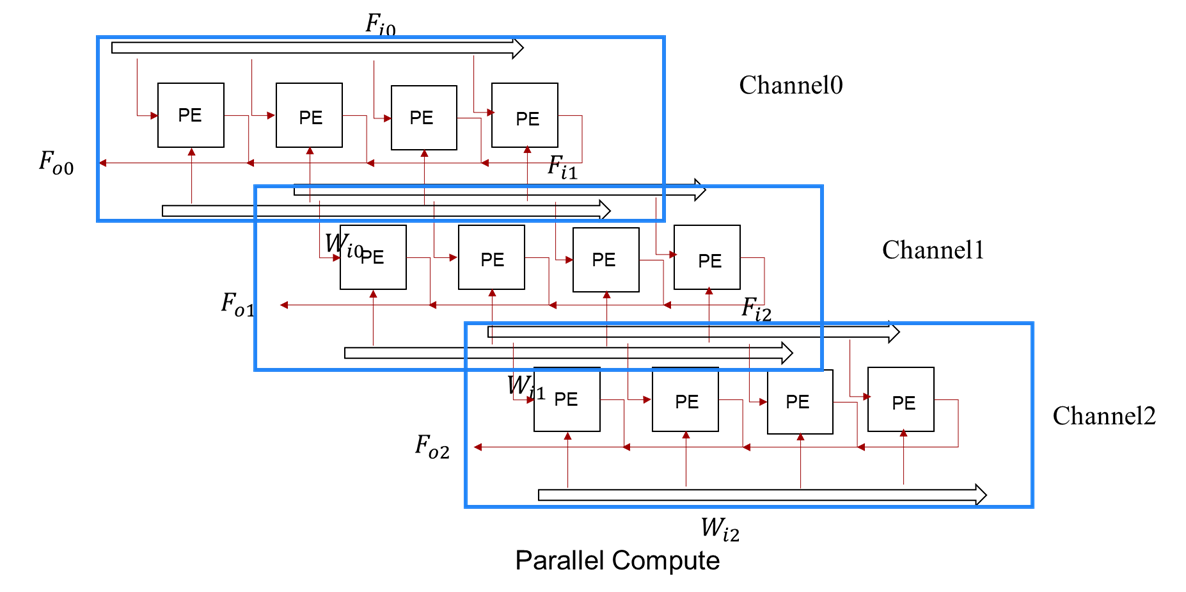 F_{i0}
Channel0
PE PE PE PE
F_{o0}
F_{i1}
W_{i0}
Channel1
PE PE PE PE
F_{o1}
F_{i2}
W_{i1}
PE PE PE PE
Channel2
F_{o2}
W_{i2}
Parallel Compute